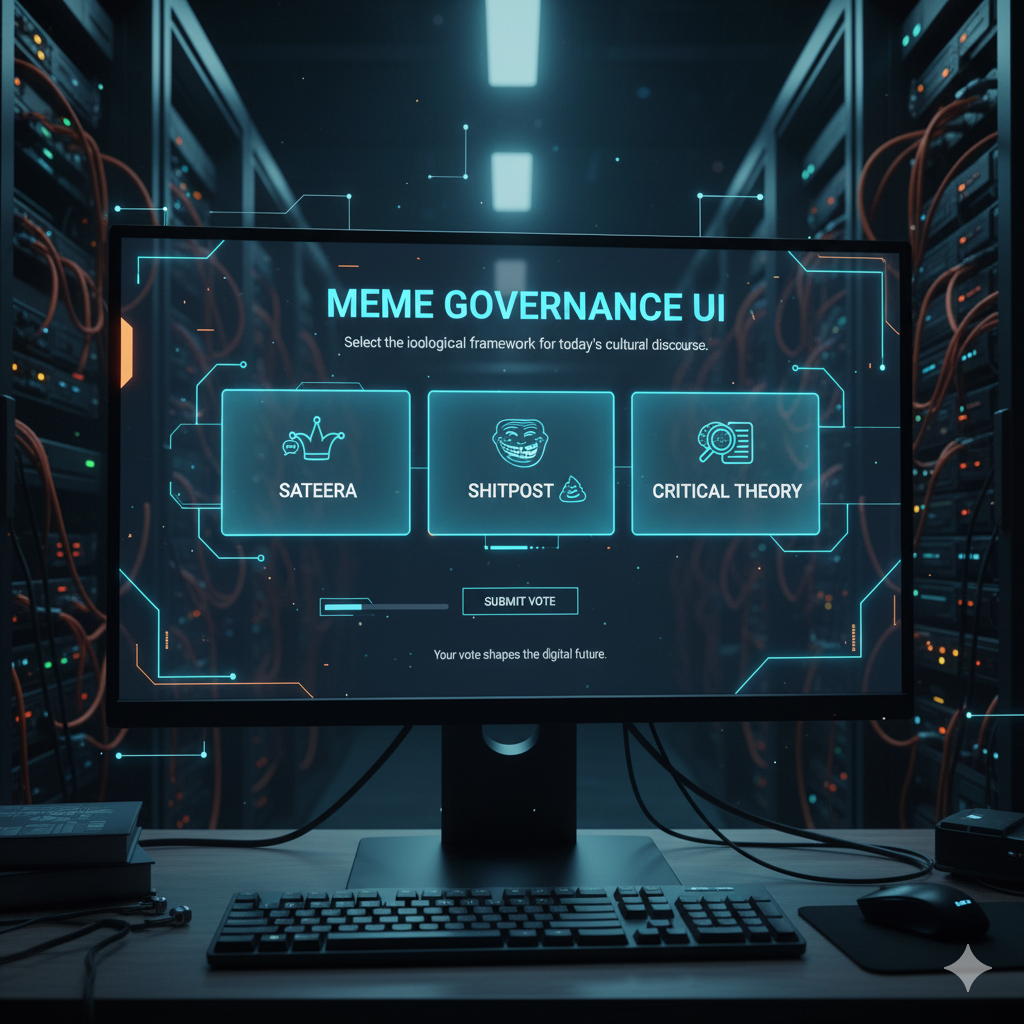 MEME GOVERNANCE UI
Select the ioological framework for today's cultural discourse.
SATEERA
SHITPOST
CRITICAL THEORY
SUBMIT VOTE
Your vote shapes the digital future.